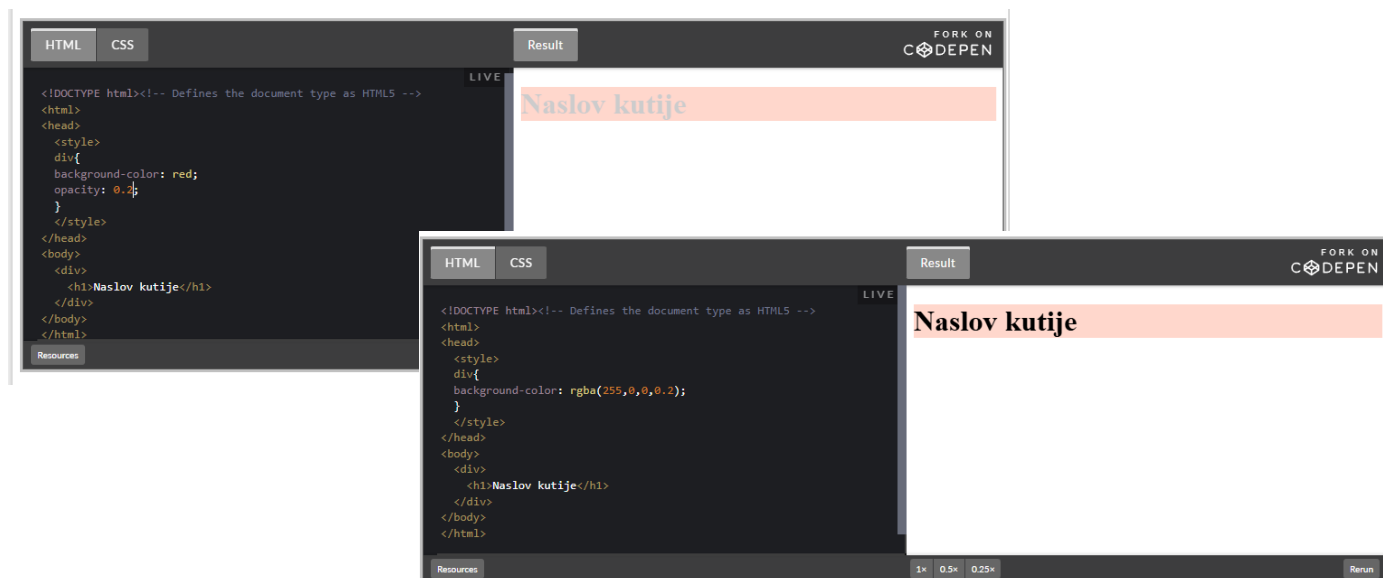 HTML CSS Result FORK ON
CODEPEN
LIVE
<!DOCTYPE html><!-- Defines the document type as HTML5 -->
<html>
<head>
<style>
div{
background-color: red;
opacity: 0.2;
}
</style>
</head>
<body>
<div>
<h1>Naslov kutije</h1>
</div>
</body>
</html>
Resources
Naslov kutije
HTML CSS Result FORK ON
CODEPEN
LIVE
<!DOCTYPE html><!-- Defines the document type as HTML5 -->
<html>
<head>
<style>
div{
background-color: rgba(255,0,0,0.2);
}
</style>
</head>
<body>
<div>
<h1>Naslov kutije</h1>
</div>
</body>
</html>
Naslov kutije
Resources 1× 0.5× 0.25× Rerun